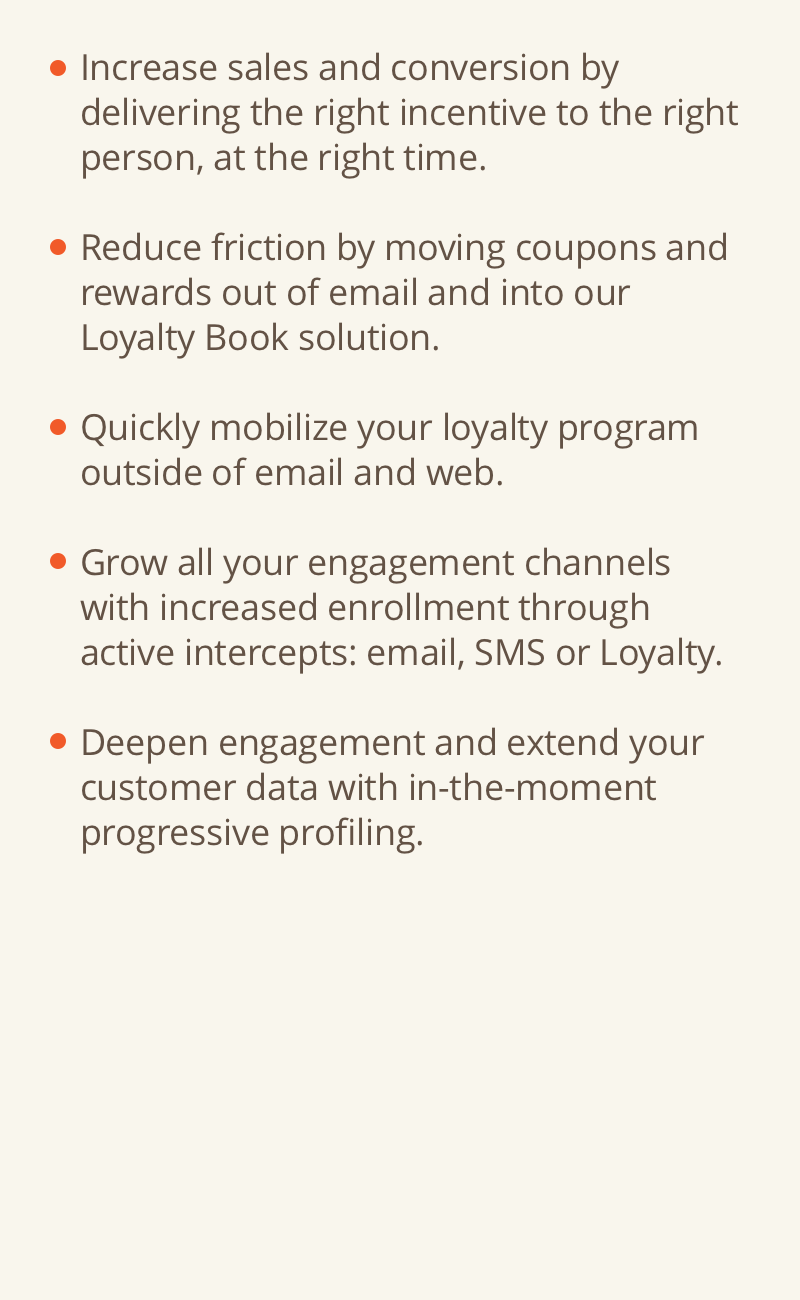 • Increase sales and conversion by
delivering the right incentive to the right
person, at the right time.
• Reduce friction by moving coupons and
rewards out of email and into our
Loyalty Book solution.
• Quickly mobilize your loyalty program
outside of email and web.
• Grow all your engagement channels
with increased enrollment through
active intercepts: email, SMS or Loyalty.
• Deepen engagement and extend your
customer data with in-the-moment
progressive profiling.